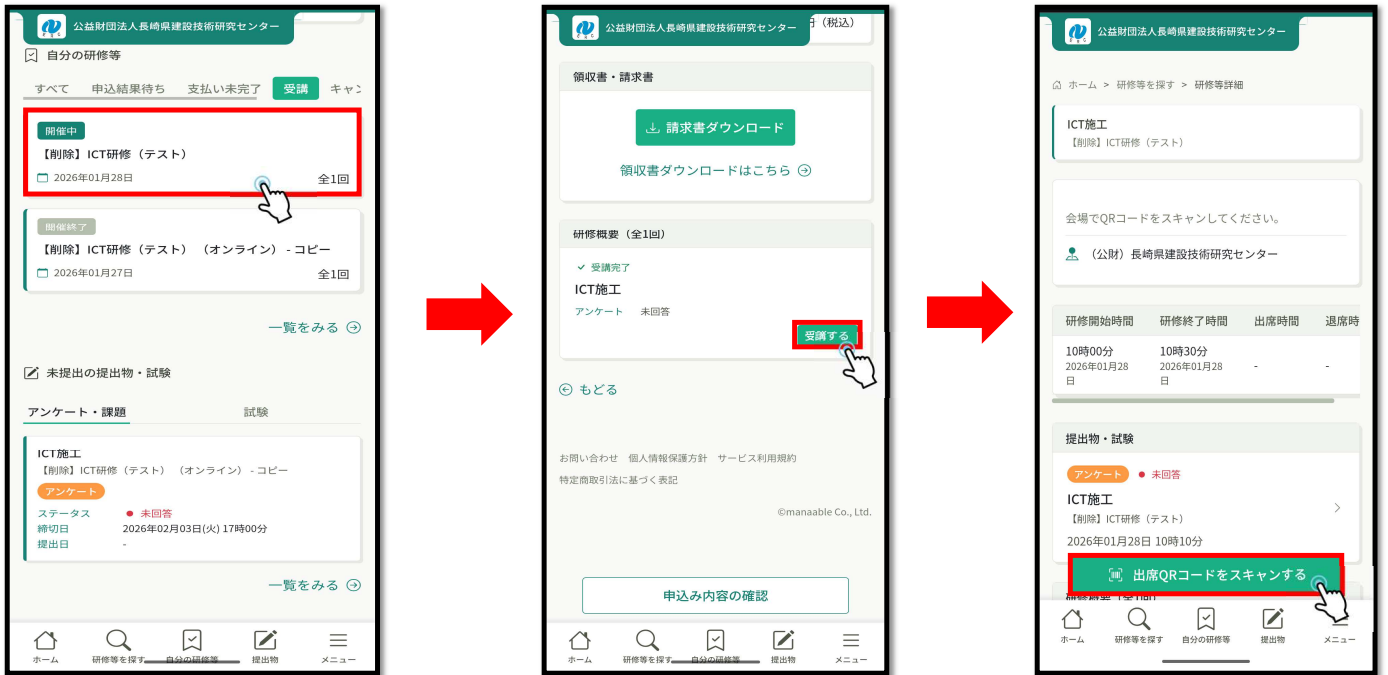 公益財団法人長崎県建設技術研究センター
自分の研修等
すべて 申込結果待ち 支払い未完了 受講 キャン
開催中
【削除】ICT研修（テスト）
2026年01月28日 全1回
開催終了
【削除】ICT研修（テスト）（オンライン） - コピー
2026年01月27日 全1回
一覧をみる
未提出の提出物・試験
アンケート・課題 試験
ICT施工
【削除】ICT研修（テスト）（オンライン） - コピー
アンケート
ステータス 未回答
締切日 2026年02月03日(火) 17時00分
提出日 -
一覧をみる
ホーム 研修等を探す 自分の研修等 提出物 メニュー
公益財団法人長崎県建設技術研究センター
（税込）
領収書・請求書
請求書ダウンロード
領収書ダウンロードはこちら
研修概要（全1回）
受講完了
ICT施工
アンケート 未回答
受講する
もどる
お問い合わせ 個人情報保護方針 サービス利用規約
特定商取引法に基づく表記
©manaable Co., Ltd.
申込み内容の確認
ホーム 研修等を探す 自分の研修等 提出物 メニュー
公益財団法人長崎県建設技術研究センター
ホーム > 研修等を探す > 研修等詳細
ICT施工
【削除】ICT研修（テスト）
会場でQRコードをスキャンしてください。
（公財）長崎県建設技術研究センター
研修開始時間 研修終了時間 出席時間 退席時
10時00分 10時30分
2026年01月28 2026年01月28 - -
日 日
提出物・試験
アンケート 未回答
ICT施工
【削除】ICT研修（テスト）
2026年01月28日 10時10分
出席QRコードをスキャンする
研修概要（全1回）
ホーム 研修等を探す 自分の研修等 提出物 メニュー